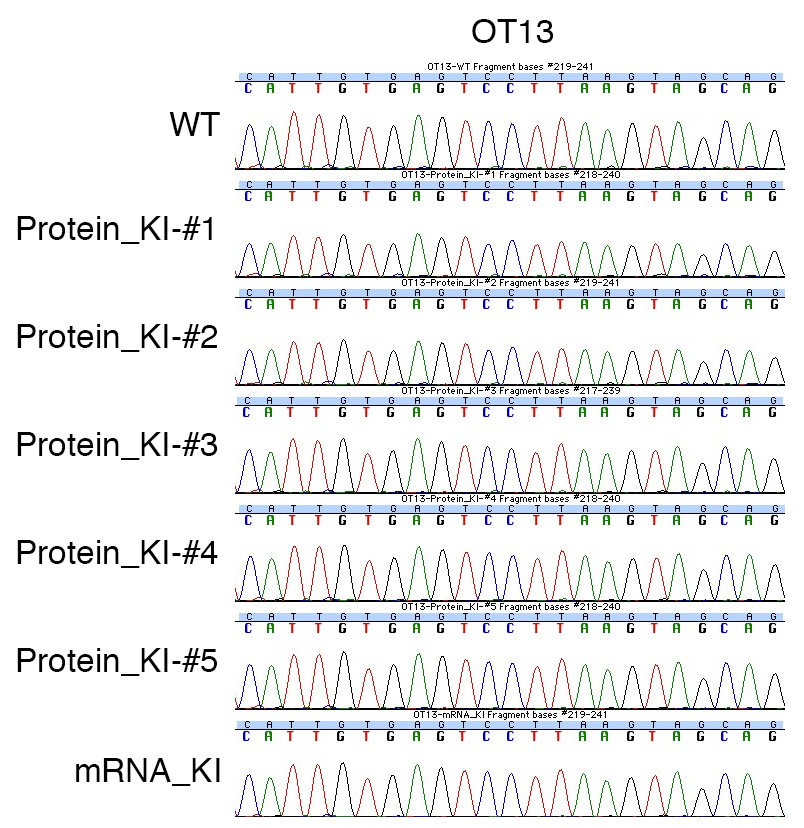 OT13
OT13-WT Fragment bases #219-241
C A T T G T G A G T C C T T A A G T A G C A G
C A T T G T G A G T C C T T A A G T A G C A G
WT
OT13-Protein_KI-#1 Fragment bases #218-240
C A T T G T G A G T C C T T A A G T A G C A G
C A T T G T G A G T C C T T A A G T A G C A G
Protein_KI-#1
OT13-Protein_KI-#2 Fragment bases #219-241
C A T T G T G A G T C C T T A A G T A G C A G
C A T T G T G A G T C C T T A A G T A G C A G
Protein_KI-#2
OT13-Protein_KI-#3 Fragment bases #217-239
C A T T G T G A G T C C T T A A G T A G C A G
C A T T G T G A G T C C T T A A G T A G C A G
Protein_KI-#3
OT13-Protein_KI-#4 Fragment bases #218-240
C A T T G T G A G T C C T T A A G T A G C A G
C A T T G T G A G T C C T T A A G T A G C A G
Protein_KI-#4
OT13-Protein_KI-#5 Fragment bases #218-240
C A T T G T G A G T C C T T A A G T A G C A G
C A T T G T G A G T C C T T A A G T A G C A G
Protein_KI-#5
OT13-mRNA_KI Fragment bases #219-241
C A T T G T G A G T C C T T A A G T A G C A G
C A T T G T G A G T C C T T A A G T A G C A G
mRNA_KI